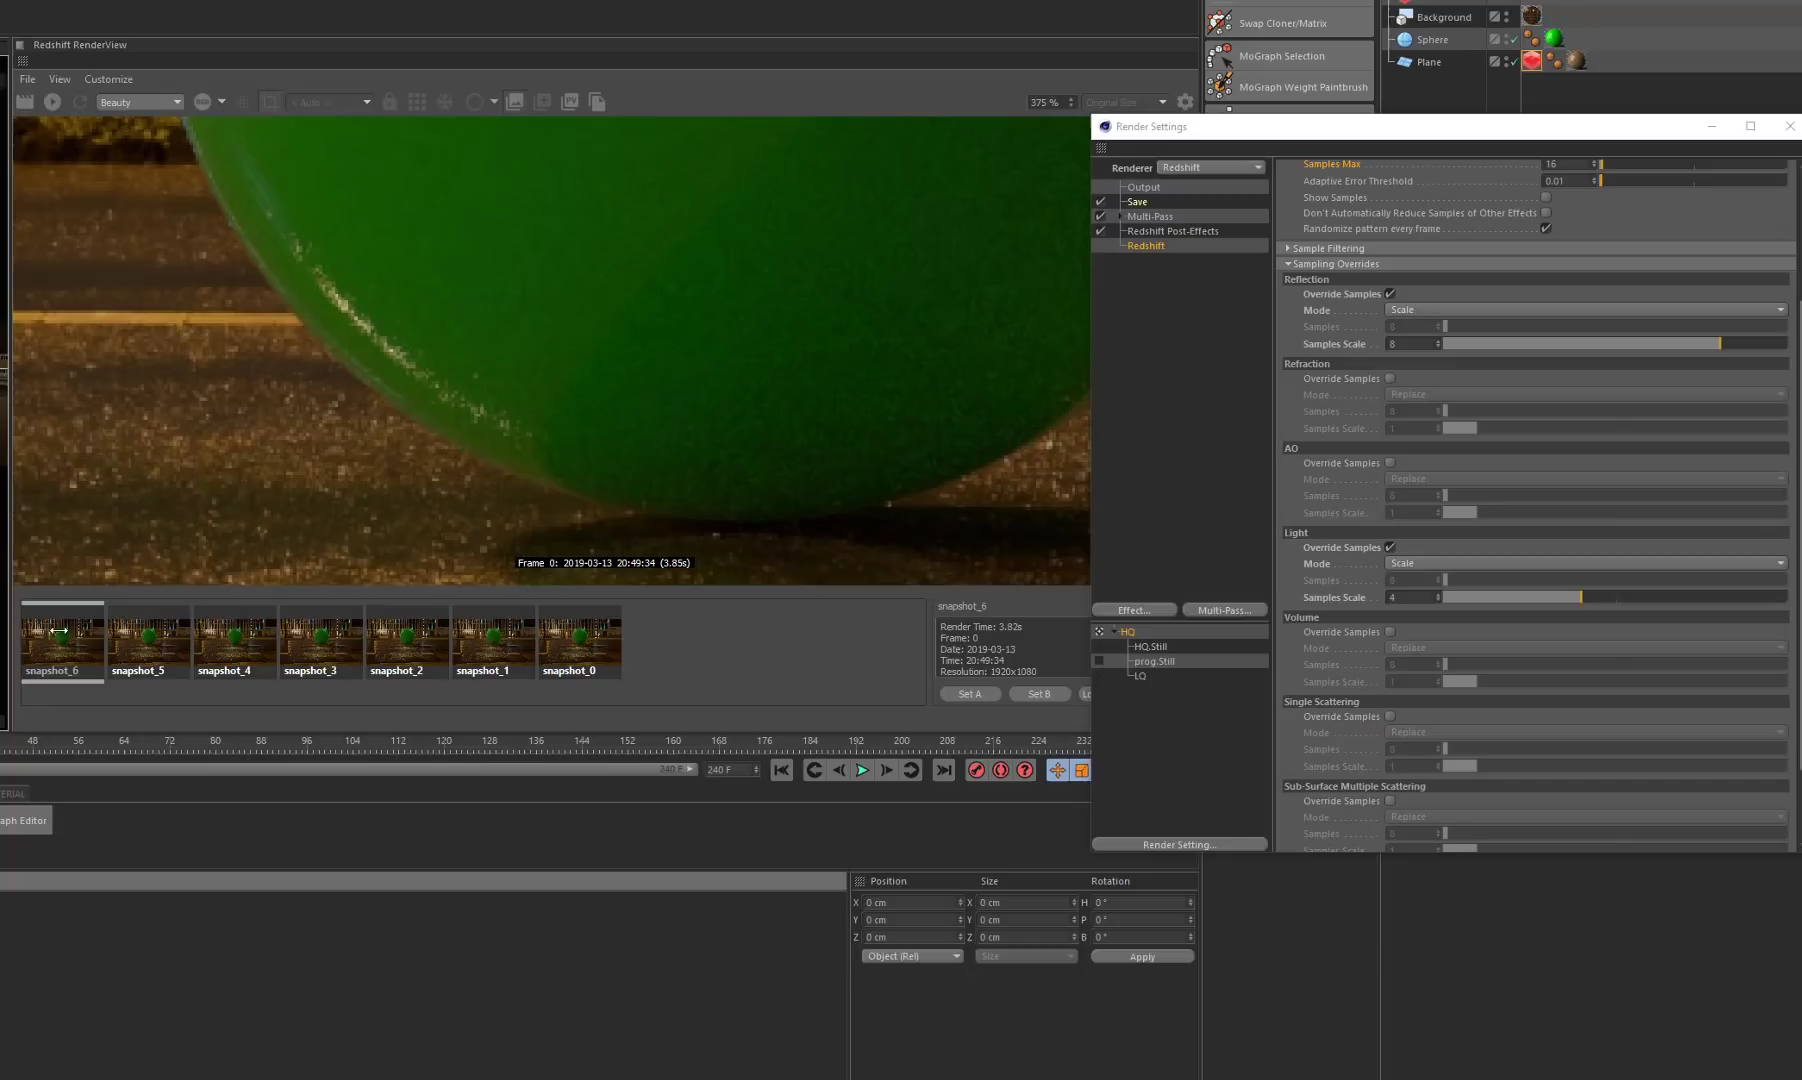 Redshift RenderView
File View Customize
Beauty
< Auto >
375 %
Original Size
Frame 0: 2019-03-13 20:49:34 (3.85s)
snapshot_6
snapshot_5
snapshot_4
snapshot_3
snapshot_2
snapshot_1
snapshot_0
snapshot_6
Render Time: 3.82s
Frame: 0
Date: 2019-03-13
Time: 20:49:34
Resolution: 1920x1080
Set A
Set B
48 56 64 72 80 88 96 104 112 120 128 136 144 152 160 168 176 184 192 200 208 216 224 232
240 F
240 F
ERIAL
aph Editor
Position Size Rotation
X 0 cm X 0 cm H 0 °
Y 0 cm Y 0 cm P 0 °
Z 0 cm Z 0 cm B 0 °
Object (Rel)
Size
Apply
Swap Cloner/Matrix
MoGraph Selection
MoGraph Weight Paintbrush
Background
Sphere
Plane
Render Settings
Renderer Redshift
Output
Save
Multi-Pass
Redshift Post-Effects
Redshift
Effect...
Multi-Pass...
HQ
HQ.Still
prog.Still
LQ
Render Setting...
Samples Max 16
Adaptive Error Threshold 0.01
Show Samples
Don't Automatically Reduce Samples of Other Effects
Randomize pattern every frame
Sample Filtering
Sampling Overrides
Reflection
Override Samples
Mode Scale
Samples 8
Samples Scale 8
Refraction
Override Samples
Mode Replace
Samples 8
Samples Scale 1
AO
Override Samples
Mode Replace
Samples 8
Samples Scale 1
Light
Override Samples
Mode Scale
Samples 8
Samples Scale 4
Volume
Override Samples
Mode Replace
Samples 8
Samples Scale 1
Single Scattering
Override Samples
Mode Replace
Samples 8
Samples Scale 1
Sub-Surface Multiple Scattering
Override Samples
Mode Replace
Samples 8
Samples Scale